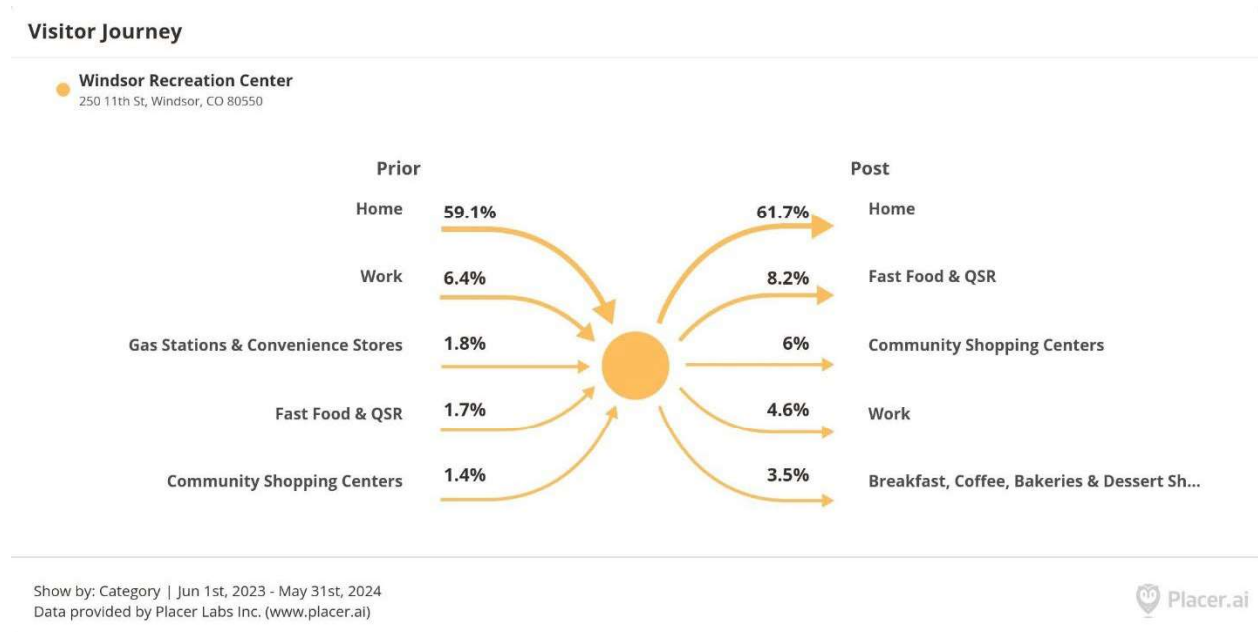 Visitor Journey
Windsor Recreation Center
250 11th St, Windsor, CO 80550
Prior
Post
Home 59.1%
61.7% Home
Work 6.4%
8.2% Fast Food & QSR
Gas Stations & Convenience Stores 1.8%
6% Community Shopping Centers
Fast Food & QSR 1.7%
4.6% Work
Community Shopping Centers 1.4%
3.5% Breakfast, Coffee, Bakeries & Dessert Sh...
Show by: Category | Jun 1st, 2023 - May 31st, 2024
Data provided by Placer Labs Inc. (www.placer.ai)
Placer.ai